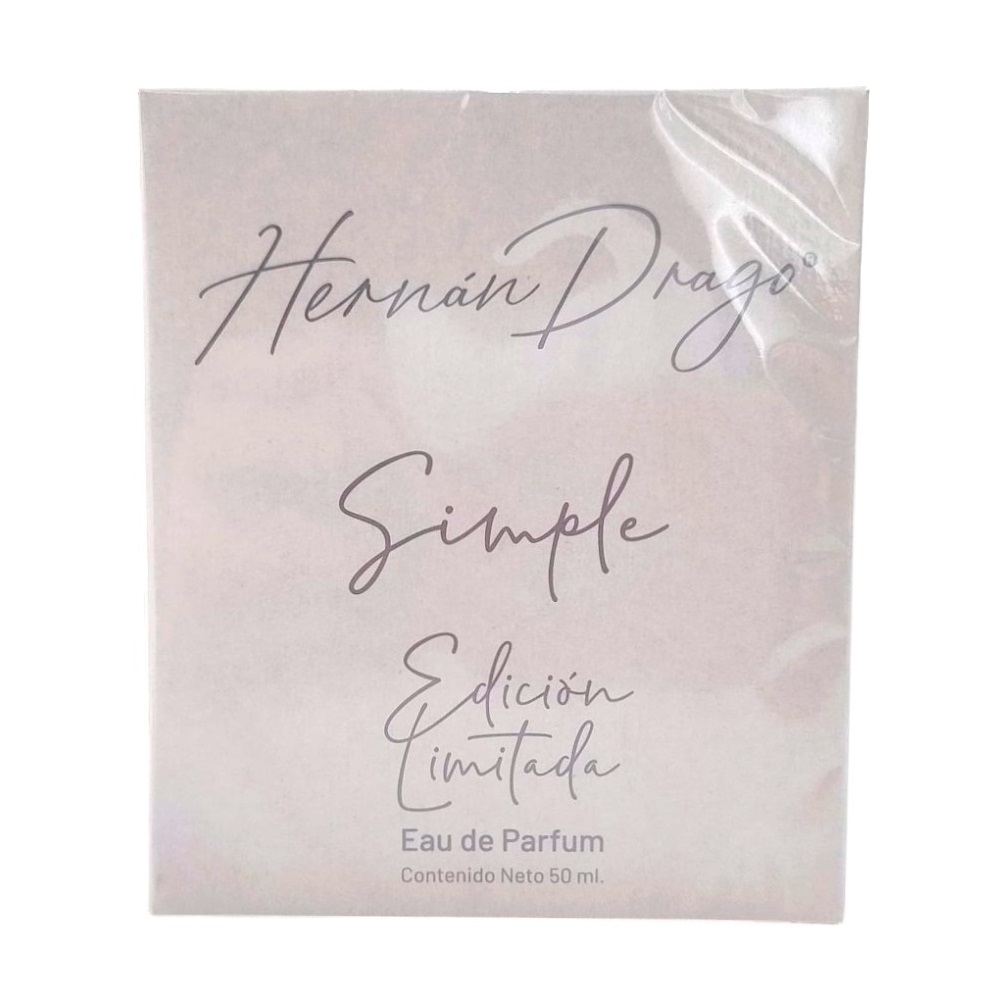 Hernán Drago®
Simple
Edición
Limitada
Eau de Parfum
Contenido Neto 50 ml.